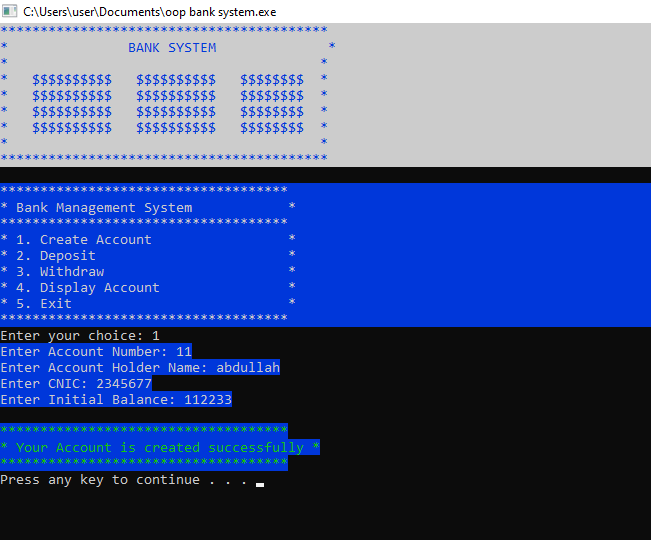 C:\Users\user\Documents\oop bank system.exe
*****************************************
*               BANK SYSTEM              *
*                                       *
*   $$$$$$$$$$   $$$$$$$$$$   $$$$$$$$  *
*   $$$$$$$$$$   $$$$$$$$$$   $$$$$$$$  *
*   $$$$$$$$$$   $$$$$$$$$$   $$$$$$$$  *
*   $$$$$$$$$$   $$$$$$$$$$   $$$$$$$$  *
*                                       *
*****************************************
************************************
* Bank Management System            *
************************************
* 1. Create Account                 *
* 2. Deposit                        *
* 3. Withdraw                       *
* 4. Display Account                *
* 5. Exit                           *
************************************
Enter your choice: 1
Enter Account Number: 11
Enter Account Holder Name: abdullah
Enter CNIC: 2345677
Enter Initial Balance: 112233
************************************
* Your Account is created successfully *
************************************
Press any key to continue . . .